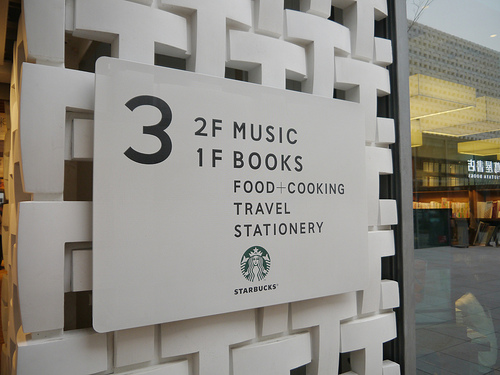 3
2F MUSIC
1F BOOKS
FOOD+COOKING
TRAVEL
STATIONERY
STARBUCKS